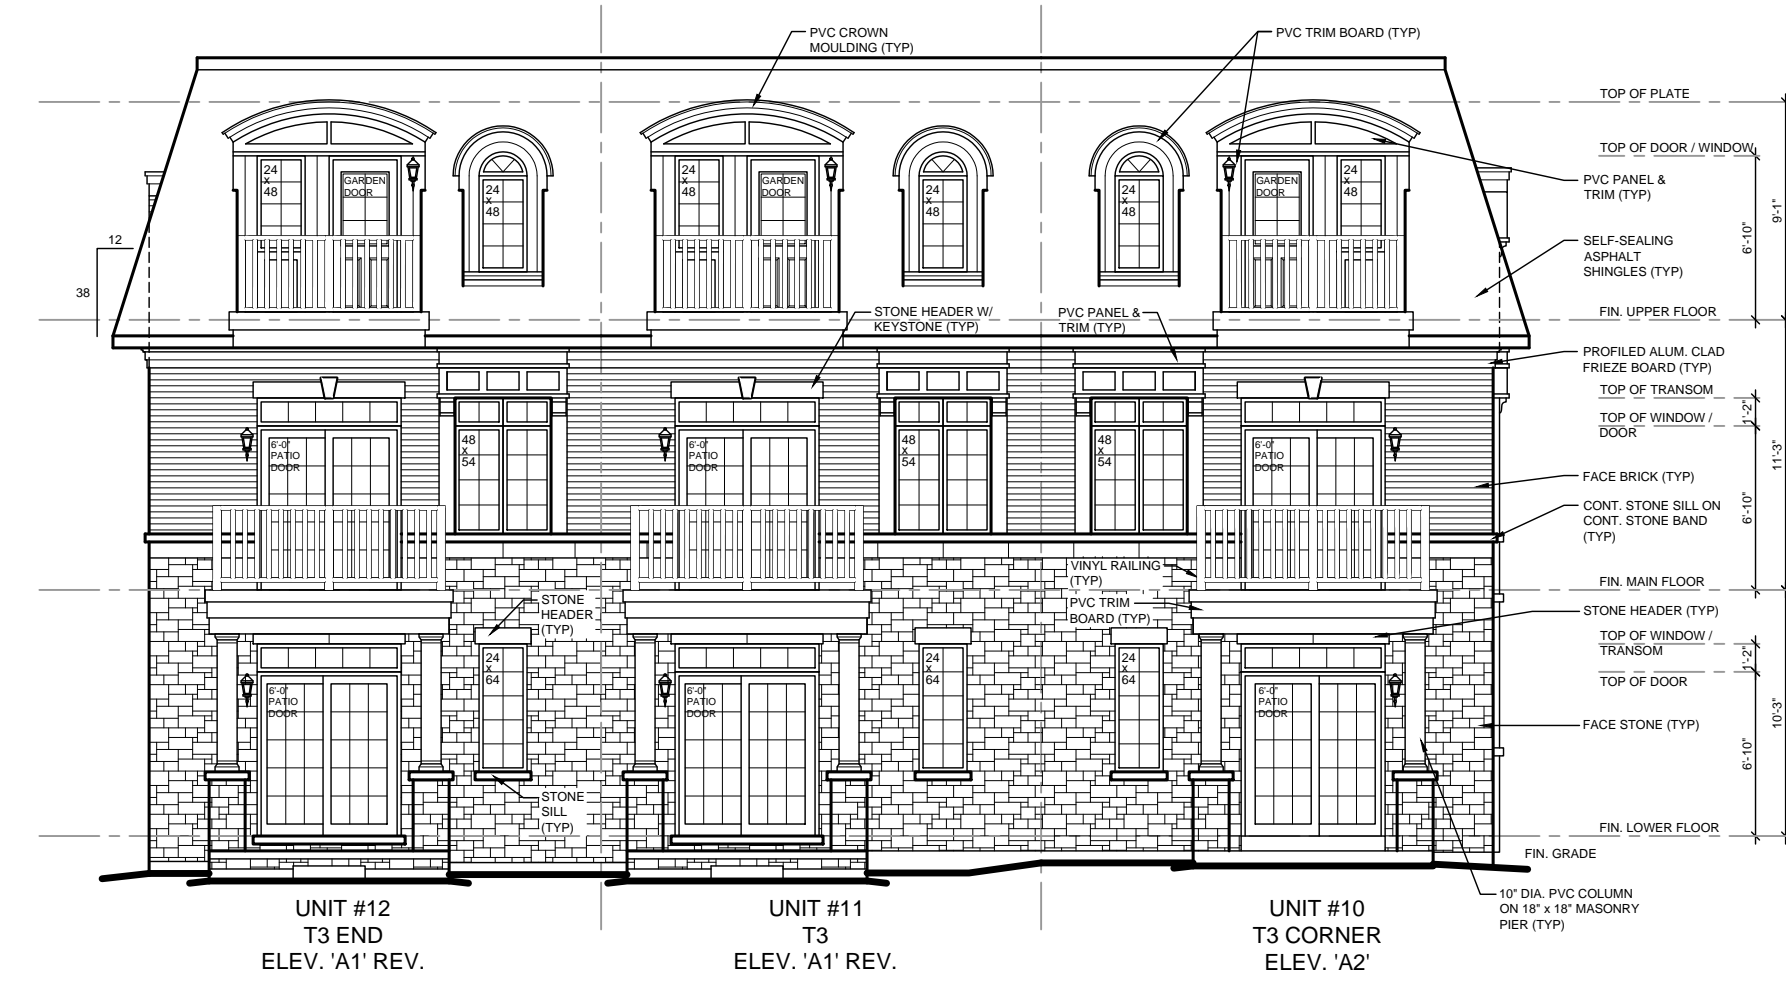 PVC CROWN
MOULDING (TYP)
PVC TRIM BOARD (TYP)
TOP OF PLATE
TOP OF DOOR / WINDOW
PVC PANEL &
TRIM (TYP)
9'-1"
6'-10"
SELF-SEALING
ASPHALT
SHINGLES (TYP)
24
x
48
GARDEN
DOOR
24
x
48
24
x
48
GARDEN
DOOR
24
x
48
24
x
48
GARDEN
DOOR
24
x
48
12
38
STONE HEADER W/
KEYSTONE (TYP)
PVC PANEL &
TRIM (TYP)
FIN. UPPER FLOOR
PROFILED ALUM. CLAD
FRIEZE BOARD (TYP)
TOP OF TRANSOM
1'-2"
TOP OF WINDOW /
DOOR
11'-3"
6'-0"
PATIO
DOOR
48
x
54
6'-0"
PATIO
DOOR
48
x
54
48
x
54
6'-0"
PATIO
DOOR
FACE BRICK (TYP)
6'-10"
CONT. STONE SILL ON
CONT. STONE BAND
(TYP)
VINYL RAILING
(TYP)
FIN. MAIN FLOOR
STONE
HEADER
(TYP)
PVC TRIM
BOARD (TYP)
STONE HEADER (TYP)
TOP OF WINDOW /
TRANSOM
1'-2"
TOP OF DOOR
6'-0"
PATIO
DOOR
24
x
64
6'-0"
PATIO
DOOR
24
x
64
24
x
64
6'-0"
PATIO
DOOR
FACE STONE (TYP)
10'-3"
6'-10"
STONE
SILL
(TYP)
FIN. LOWER FLOOR
FIN. GRADE
10" DIA. PVC COLUMN
ON 18" x 18" MASONRY
PIER (TYP)
UNIT #12
T3 END
ELEV. 'A1' REV.
UNIT #11
T3
ELEV. 'A1' REV.
UNIT #10
T3 CORNER
ELEV. 'A2'